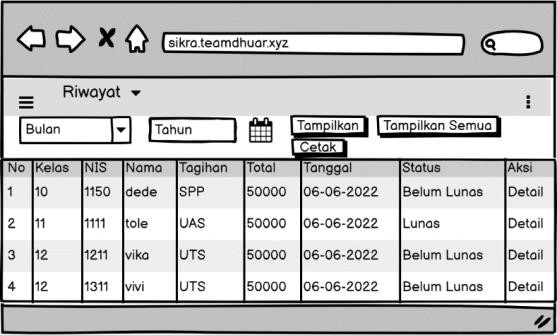 sikra.teamdhuar.xyz
Riwayat
Bulan Tahun Tampilkan Tampilkan Semua
Cetak
No Kelas NIS Nama Tagihan Total Tanggal Status Aksi
1 10 1150 dede SPP 50000 06-06-2022 Belum Lunas Detail
2 11 1111 tole UAS 50000 06-06-2022 Lunas Detail
3 12 1211 vika UTS 50000 06-06-2022 Belum Lunas Detail
4 12 1311 vivi UTS 50000 06-06-2022 Belum Lunas Detail